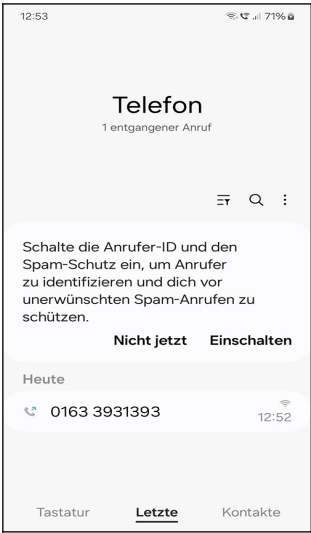 12:53
71%
Telefon
1 entgangener Anruf
Schalte die Anrufer-ID und den
Spam-Schutz ein, um Anrufer
zu identifizieren und dich vor
unerwünschten Spam-Anrufen zu
schützen.
Nicht jetzt Einschalten
Heute
0163 3931393
12:52
Tastatur Letzte Kontakte